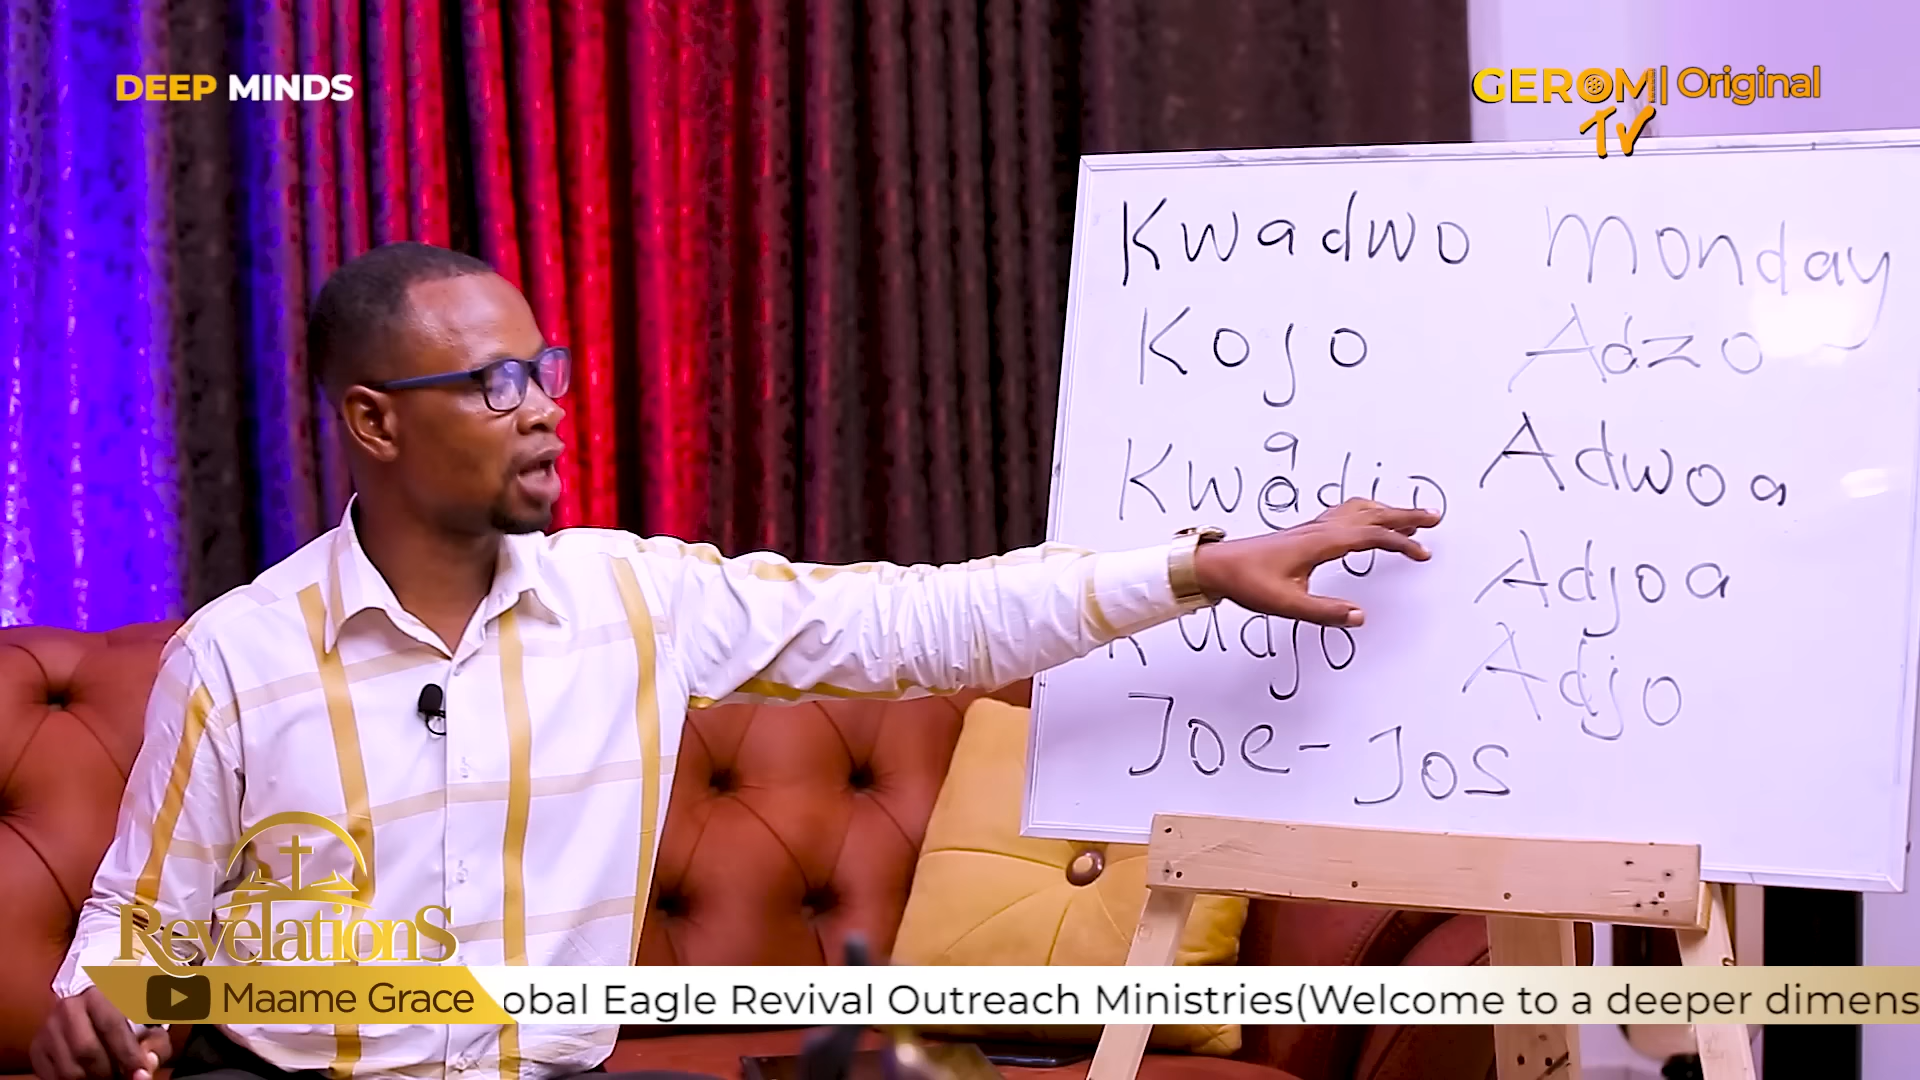 DEEP MINDS
GEROM TV | Original
Kwadwo Monday
Kojo Adzo
a
Kwadjo Adwoa
Adjoa
Kudjo Adjo
Joe - Jos
RevelationS
Maame Grace
obal Eagle Revival Outreach Ministries(Welcome to a deeper dimens